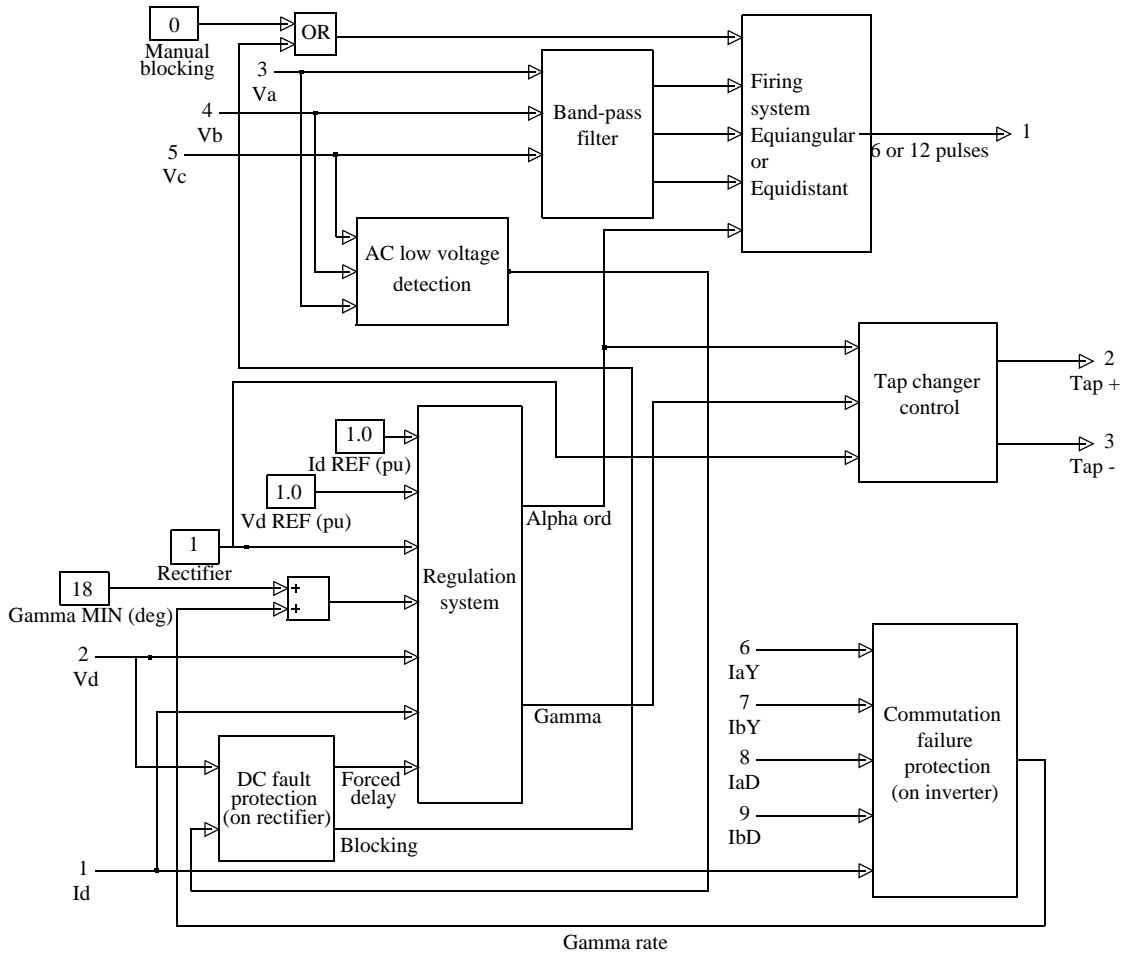 0
OR
Manual
blocking
3
Va
4
Vb
5
Vc
Band-pass
filter
Firing
system
Equiangular
or
Equidistant
6 or 12 pulses
1
AC low voltage
detection
Tap changer
control
2
Tap +
3
Tap -
1.0
Id REF (pu)
1.0
Vd REF (pu)
1
Rectifier
18
Gamma MIN (deg)
+
+
Regulation
system
Alpha ord
Gamma
2
Vd
DC fault
protection
(on rectifier)
Forced
delay
Blocking
1
Id
6
IaY
7
IbY
8
IaD
9
IbD
Commutation
failure
protection
(on inverter)
Gamma rate